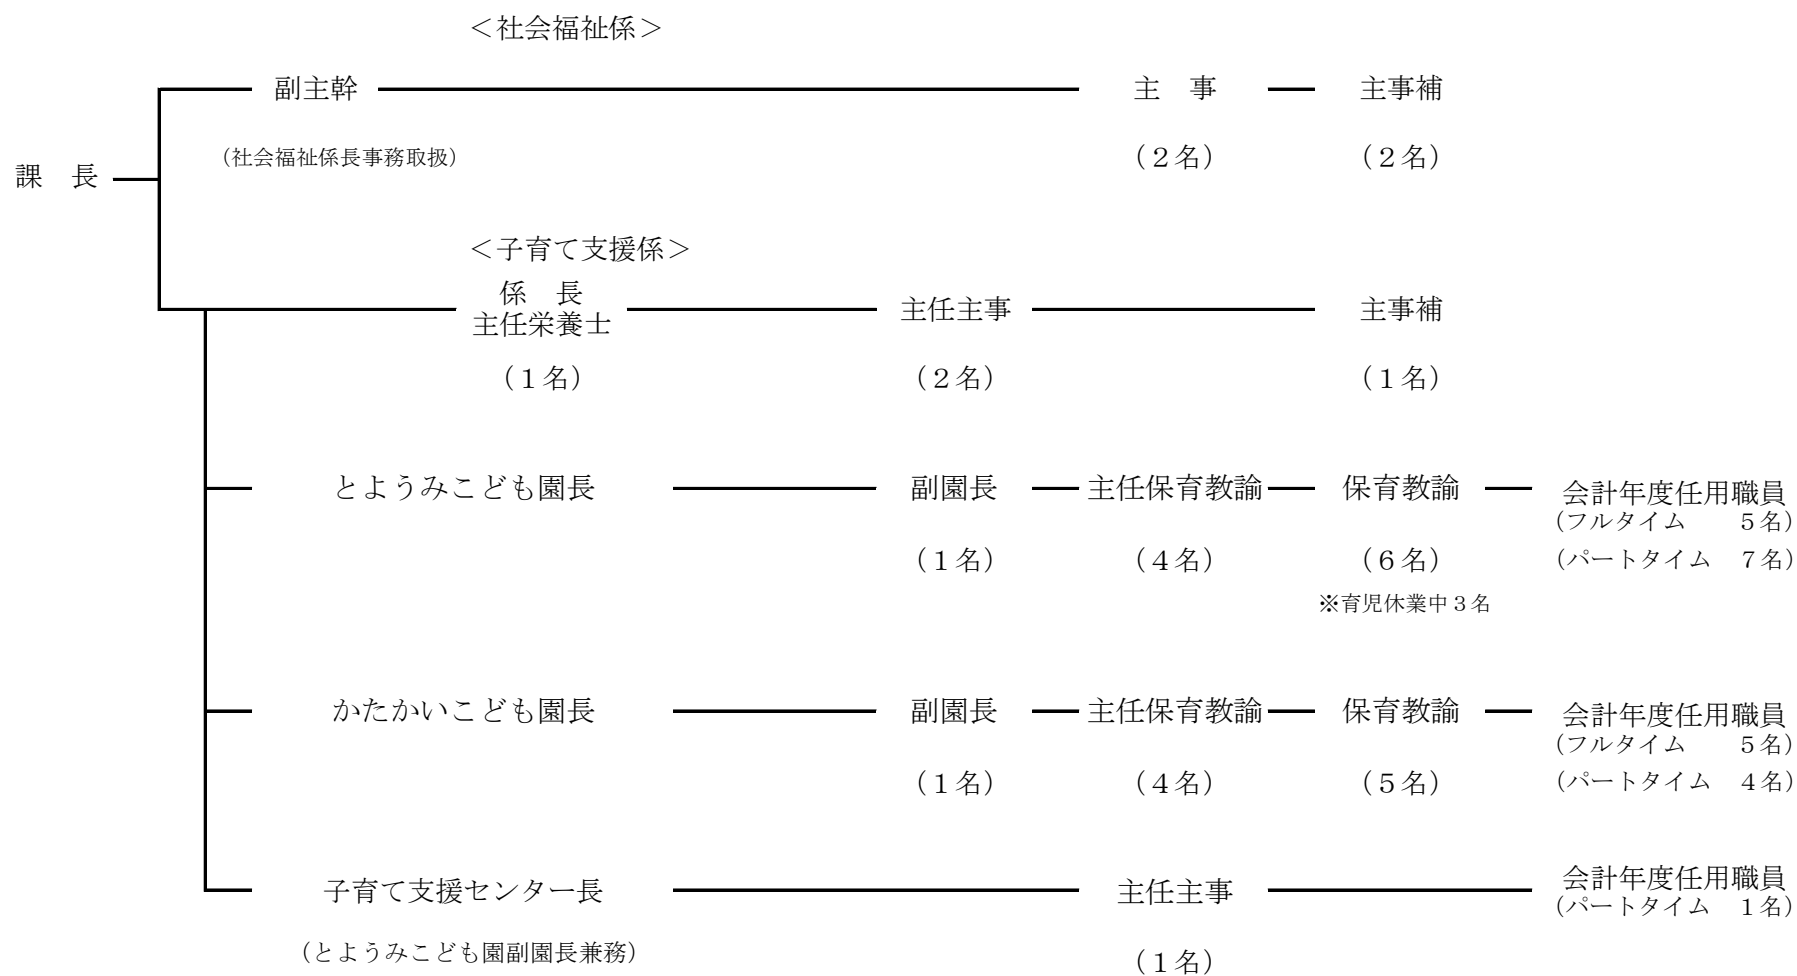 ＜社会福祉係＞
副主幹 主　事 主事補
課　長
（社会福祉係長事務取扱） （２名） （２名）
＜子育て支援係＞
係　長
主任栄養士 主任主事 主事補
（１名） （２名） （１名）
とようみこども園長 副園長 主任保育教諭 保育教諭 会計年度任用職員
（フルタイム　　５名）
（１名） （４名） （６名） （パートタイム　７名）
※育児休業中３名
かたかいこども園長 副園長 主任保育教諭 保育教諭 会計年度任用職員
（フルタイム　　５名）
（１名） （４名） （５名） （パートタイム　４名）
子育て支援センター長 主任主事 会計年度任用職員
（パートタイム　１名）
（とようみこども園副園長兼務） （１名）